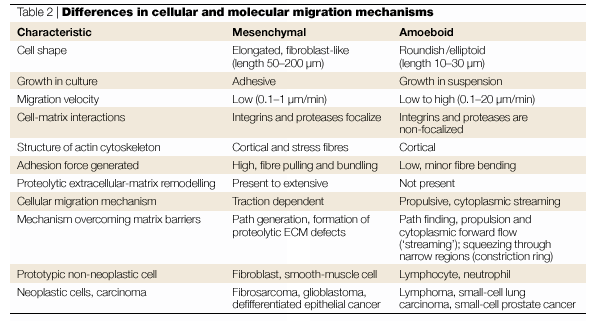 Table 2 | Differences in cellular and molecular migration mechanisms
Characteristic Mesenchymal Amoeboid
Cell shape Elongated, fibroblast-like Roundish/elliptoid
(length 50–200 µm) (length 10–30 µm)
Growth in culture Adhesive Growth in suspension
Migration velocity Low (0.1–1 µm/min) Low to high (0.1–20 µm/min)
Cell-matrix interactions Integrins and proteases focalize Integrins and proteases are
non-focalized
Structure of actin cytoskeleton Cortical and stress fibres Cortical
Adhesion force generated High, fibre pulling and bundling Low, minor fibre bending
Proteolytic extracellular-matrix remodelling Present to extensive Not present
Cellular migration mechanism Traction dependent Propulsive, cytoplasmic streaming
Mechanism overcoming matrix barriers Path generation, formation of Path finding, propulsion and
proteolytic ECM defects cytoplasmic forward flow
(‘streaming’); squeezing through
narrow regions (constriction ring)
Prototypic non-neoplastic cell Fibroblast, smooth-muscle cell Lymphocyte, neutrophil
Neoplastic cells, carcinoma Fibrosarcoma, glioblastoma, Lymphoma, small-cell lung
defifferentiated epithelial cancer carcinoma, small-cell prostate cancer